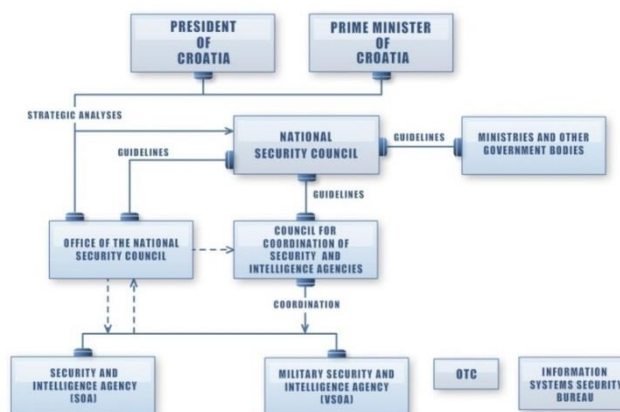 PRESIDENT
OF
CROATIA
PRIME MINISTER
OF
CROATIA
STRATEGIC ANALYSES
NATIONAL
SECURITY COUNCIL
GUIDELINES
MINISTRIES AND OTHER
GOVERNMENT BODIES
GUIDELINES
GUIDELINES
OFFICE OF THE NATIONAL
SECURITY COUNCIL
COUNCIL FOR
COORDINATION OF
SECURITY AND
INTELLIGENCE AGENCIES
COORDINATION
SECURITY AND
INTELLIGENCE AGENCY
(SOA)
MILITARY SECURITY AND
INTELLIGENCE AGENCY
(VSOA)
OTC
INFORMATION
SYSTEMS SECURITY
BUREAU